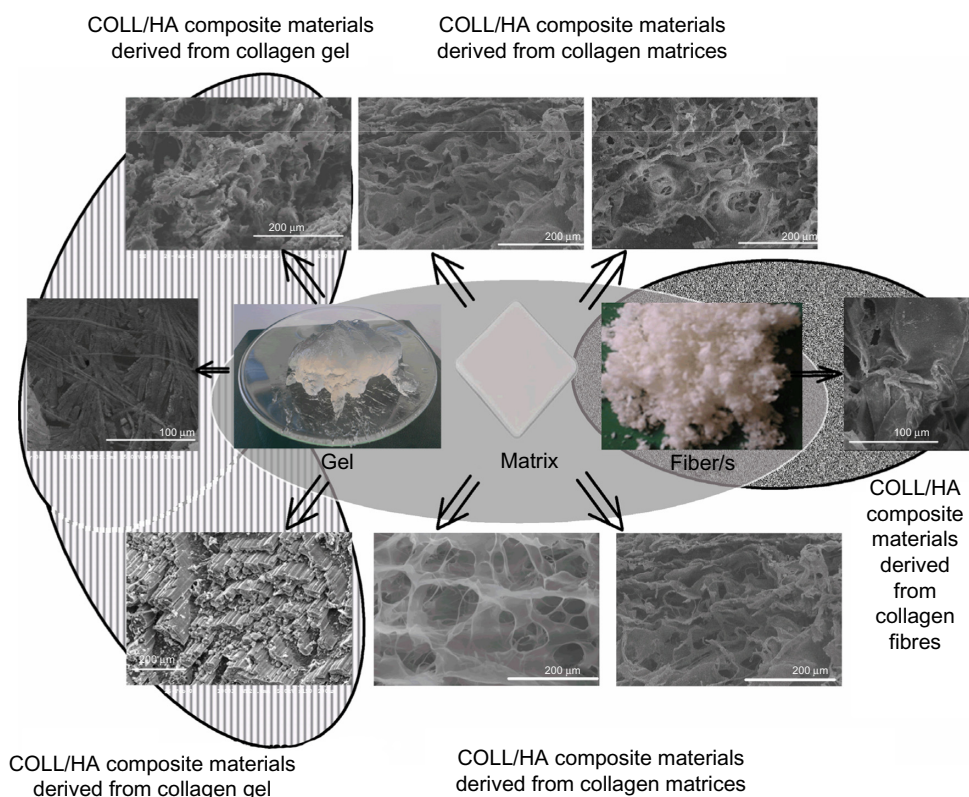 COLL/HA composite materials
derived from collagen gel
COLL/HA composite materials
derived from collagen matrices
200 µm
200 µm
200 µm
100 µm
Gel
Matrix
Fiber/s
100 µm
COLL/HA
composite
materials
derived
from
collagen
fibres
200 µm
200 µm
200 µm
COLL/HA composite materials
derived from collagen gel
COLL/HA composite materials
derived from collagen matrices